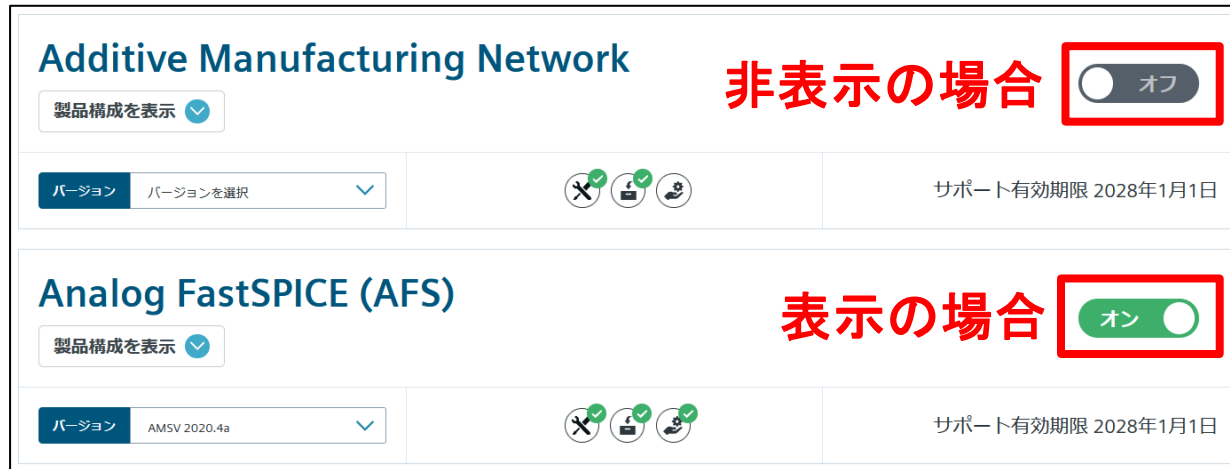 Additive Manufacturing Network
非表示の場合
オフ
製品構成を表示
バージョン
バージョンを選択
サポート有効期限 2028年1月1日
Analog FastSPICE (AFS)
表示の場合
オン
製品構成を表示
バージョン
AMSV 2020.4a
サポート有効期限 2028年1月1日